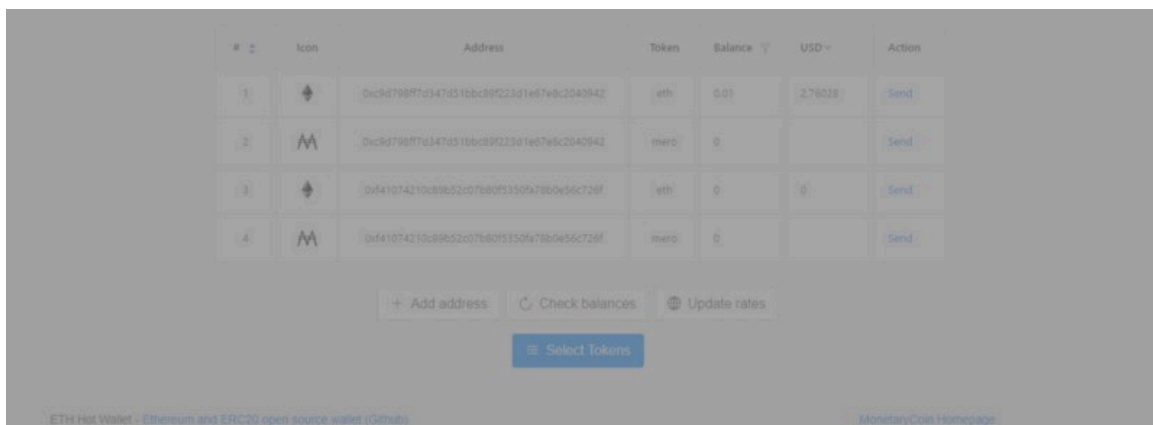 # Icon Address Token Balance USD Action
1 0xc9d798ff7d347d51bbc89f223d1e67e8c2040942 eth 0.01 2.76028 Send
2 0xc9d798ff7d347d51bbc89f223d1e67e8c2040942 mero 0 Send
3 0xf41074210c89b52c07b80f5350fa78b0e56c726f eth 0 0 Send
4 0xf41074210c89b52c07b80f5350fa78b0e56c726f mero 0 Send
+ Add address Check balances Update rates
Select Tokens
ETH Hot Wallet - Ethereum and ERC20 open source wallet (Github) MonetaryCoin Homepage